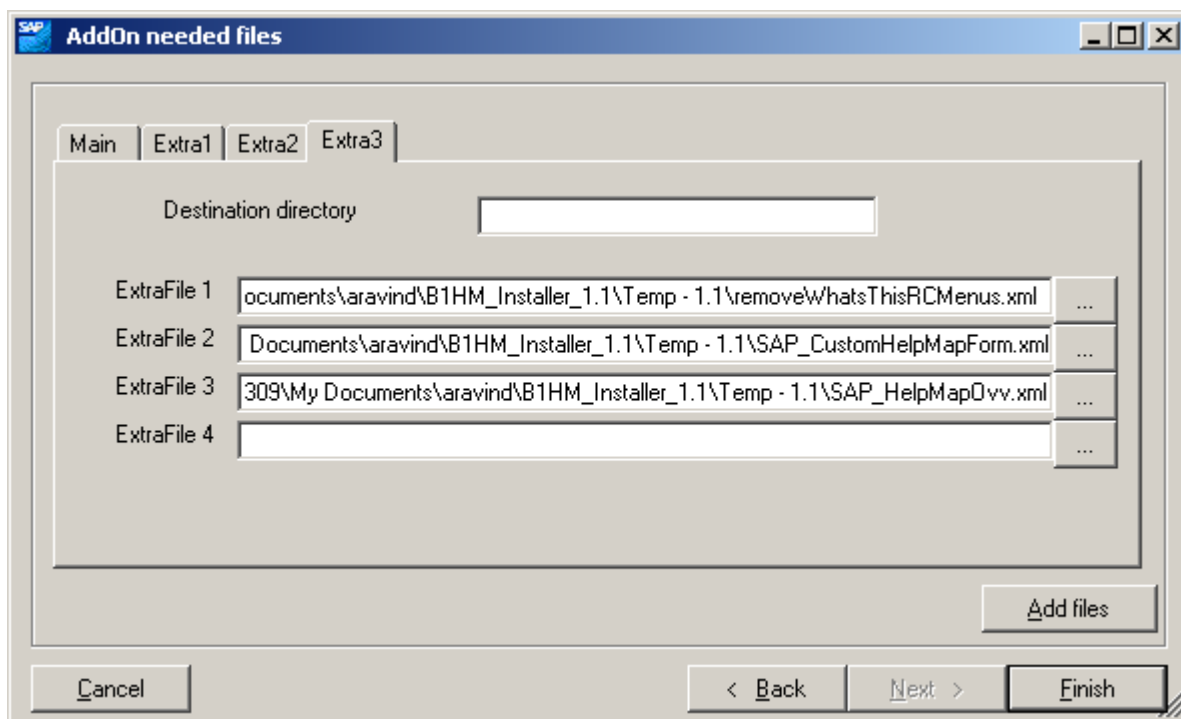 SAP AddOn needed files
Main Extra1 Extra2 Extra3
Destination directory
ExtraFile 1 ocuments\aravind\B1HM_Installer_1.1\Temp - 1.1\removeWhatsThisRCMenus.xml ...
ExtraFile 2 Documents\aravind\B1HM_Installer_1.1\Temp - 1.1\SAP_CustomHelpMapForm.xml ...
ExtraFile 3 309\My Documents\aravind\B1HM_Installer_1.1\Temp - 1.1\SAP_HelpMapOvv.xml ...
ExtraFile 4 ...
Add files
Cancel < Back Next > Finish